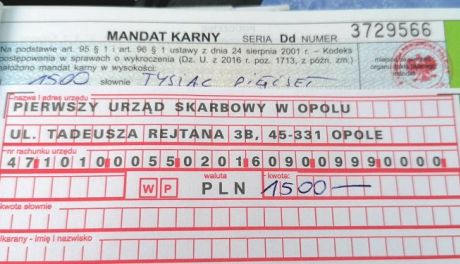 MANDAT KARNY SERIA Dd NUMER 3729566
Na podstawie art. 95 § 1 i art. 96 § 1 ustawy z dnia 24 sierpnia 2001 r. – Kodeks
postępowania w sprawach o wykroczenia (Dz. U. z 2016 r. poz. 1713, z późn. zm.)
nałożono mandat karny w wysokości:
1500 słownie TYSIĄC PIĘĆSET
nazwa i adres urzędu
PIERWSZY URZĄD SKARBOWY W OPOLU
UL. TADEUSZA REJTANA 3B, 45-331 OPOLE
nr rachunku urzędu
471010005502016090009990000
W P waluta PLN kwota: 1500
kwota słownie
ukarany - imię i nazwisko